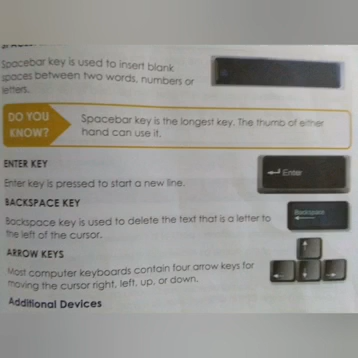 Spacebar key is used to insert blank
spaces between two words, numbers or
letters.
DO YOU
KNOW?
Spacebar key is the longest key. The thumb of either
hand can use it.
ENTER KEY
Enter key is pressed to start a new line.
Enter
BACKSPACE KEY
Backspace key is used to delete the text that is a letter to
the left of the cursor.
Backspace
ARROW KEYS
Most computer keyboards contain four arrow keys for
moving the cursor right, left, up, or down.
Additional Devices